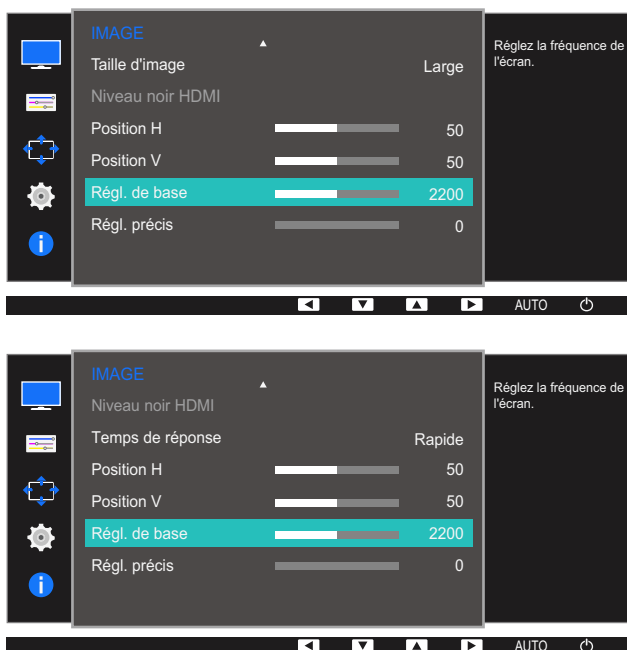 IMAGE
Taille d'image Large
Niveau noir HDMI
Position H 50
Position V 50
Régl. de base 2200
Régl. précis 0
Réglez la fréquence de
l'écran.
AUTO
IMAGE
Niveau noir HDMI
Temps de réponse Rapide
Position H 50
Position V 50
Régl. de base 2200
Régl. précis 0
Réglez la fréquence de
l'écran.
AUTO